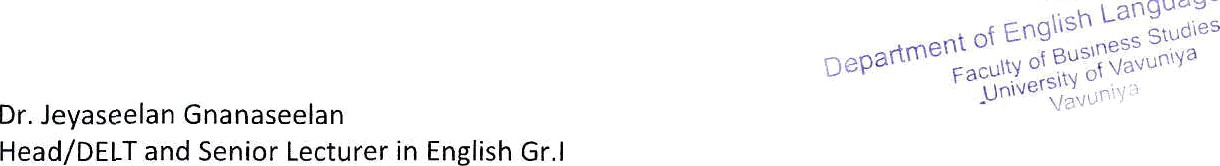 Department of English
Faculty of Business Studies
University of Vavuniya
Vavuniya
Dr. Jeyaseelan Gnanaseelan
Head/DELT and Senior Lecturer in English Gr.I